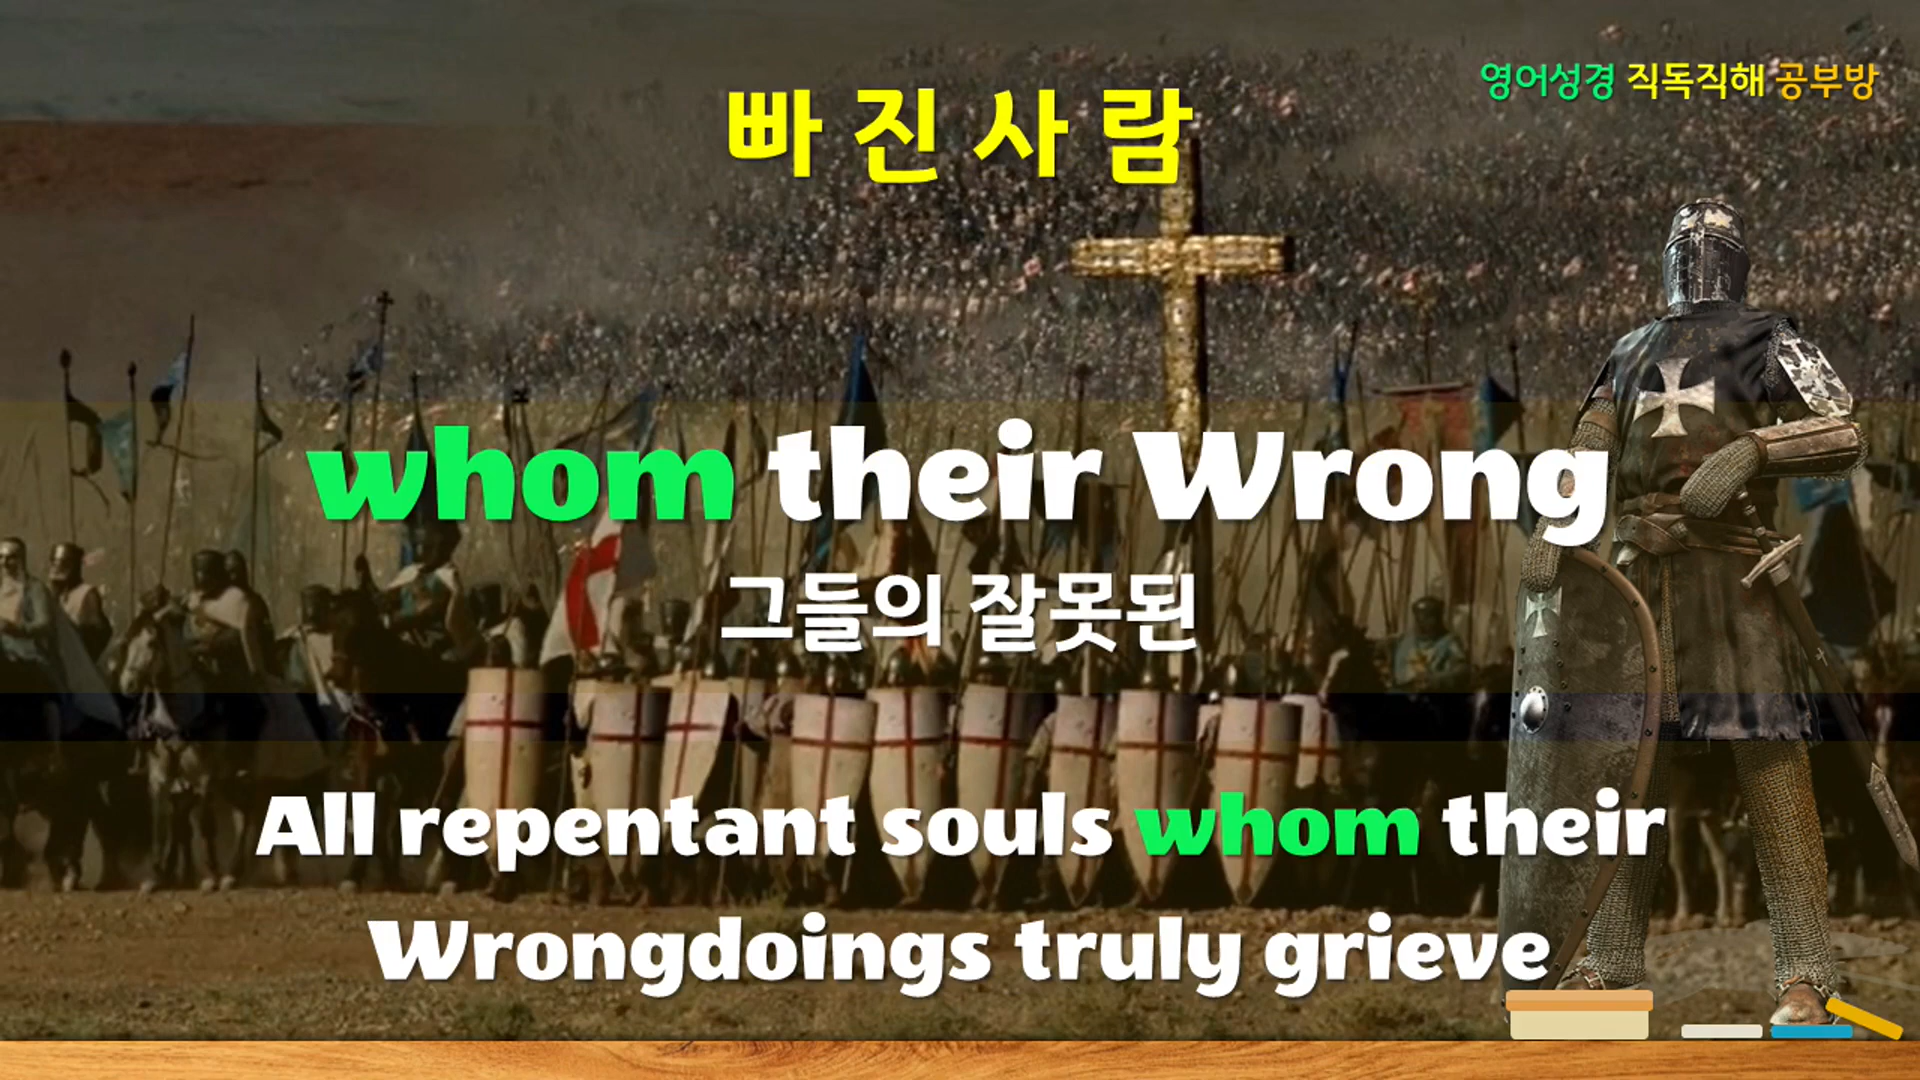 영어성경 직독직해 공부방
빠진사람
whom their Wrong
그들의 잘못된
All repentant souls whom their
Wrongdoings truly grieve